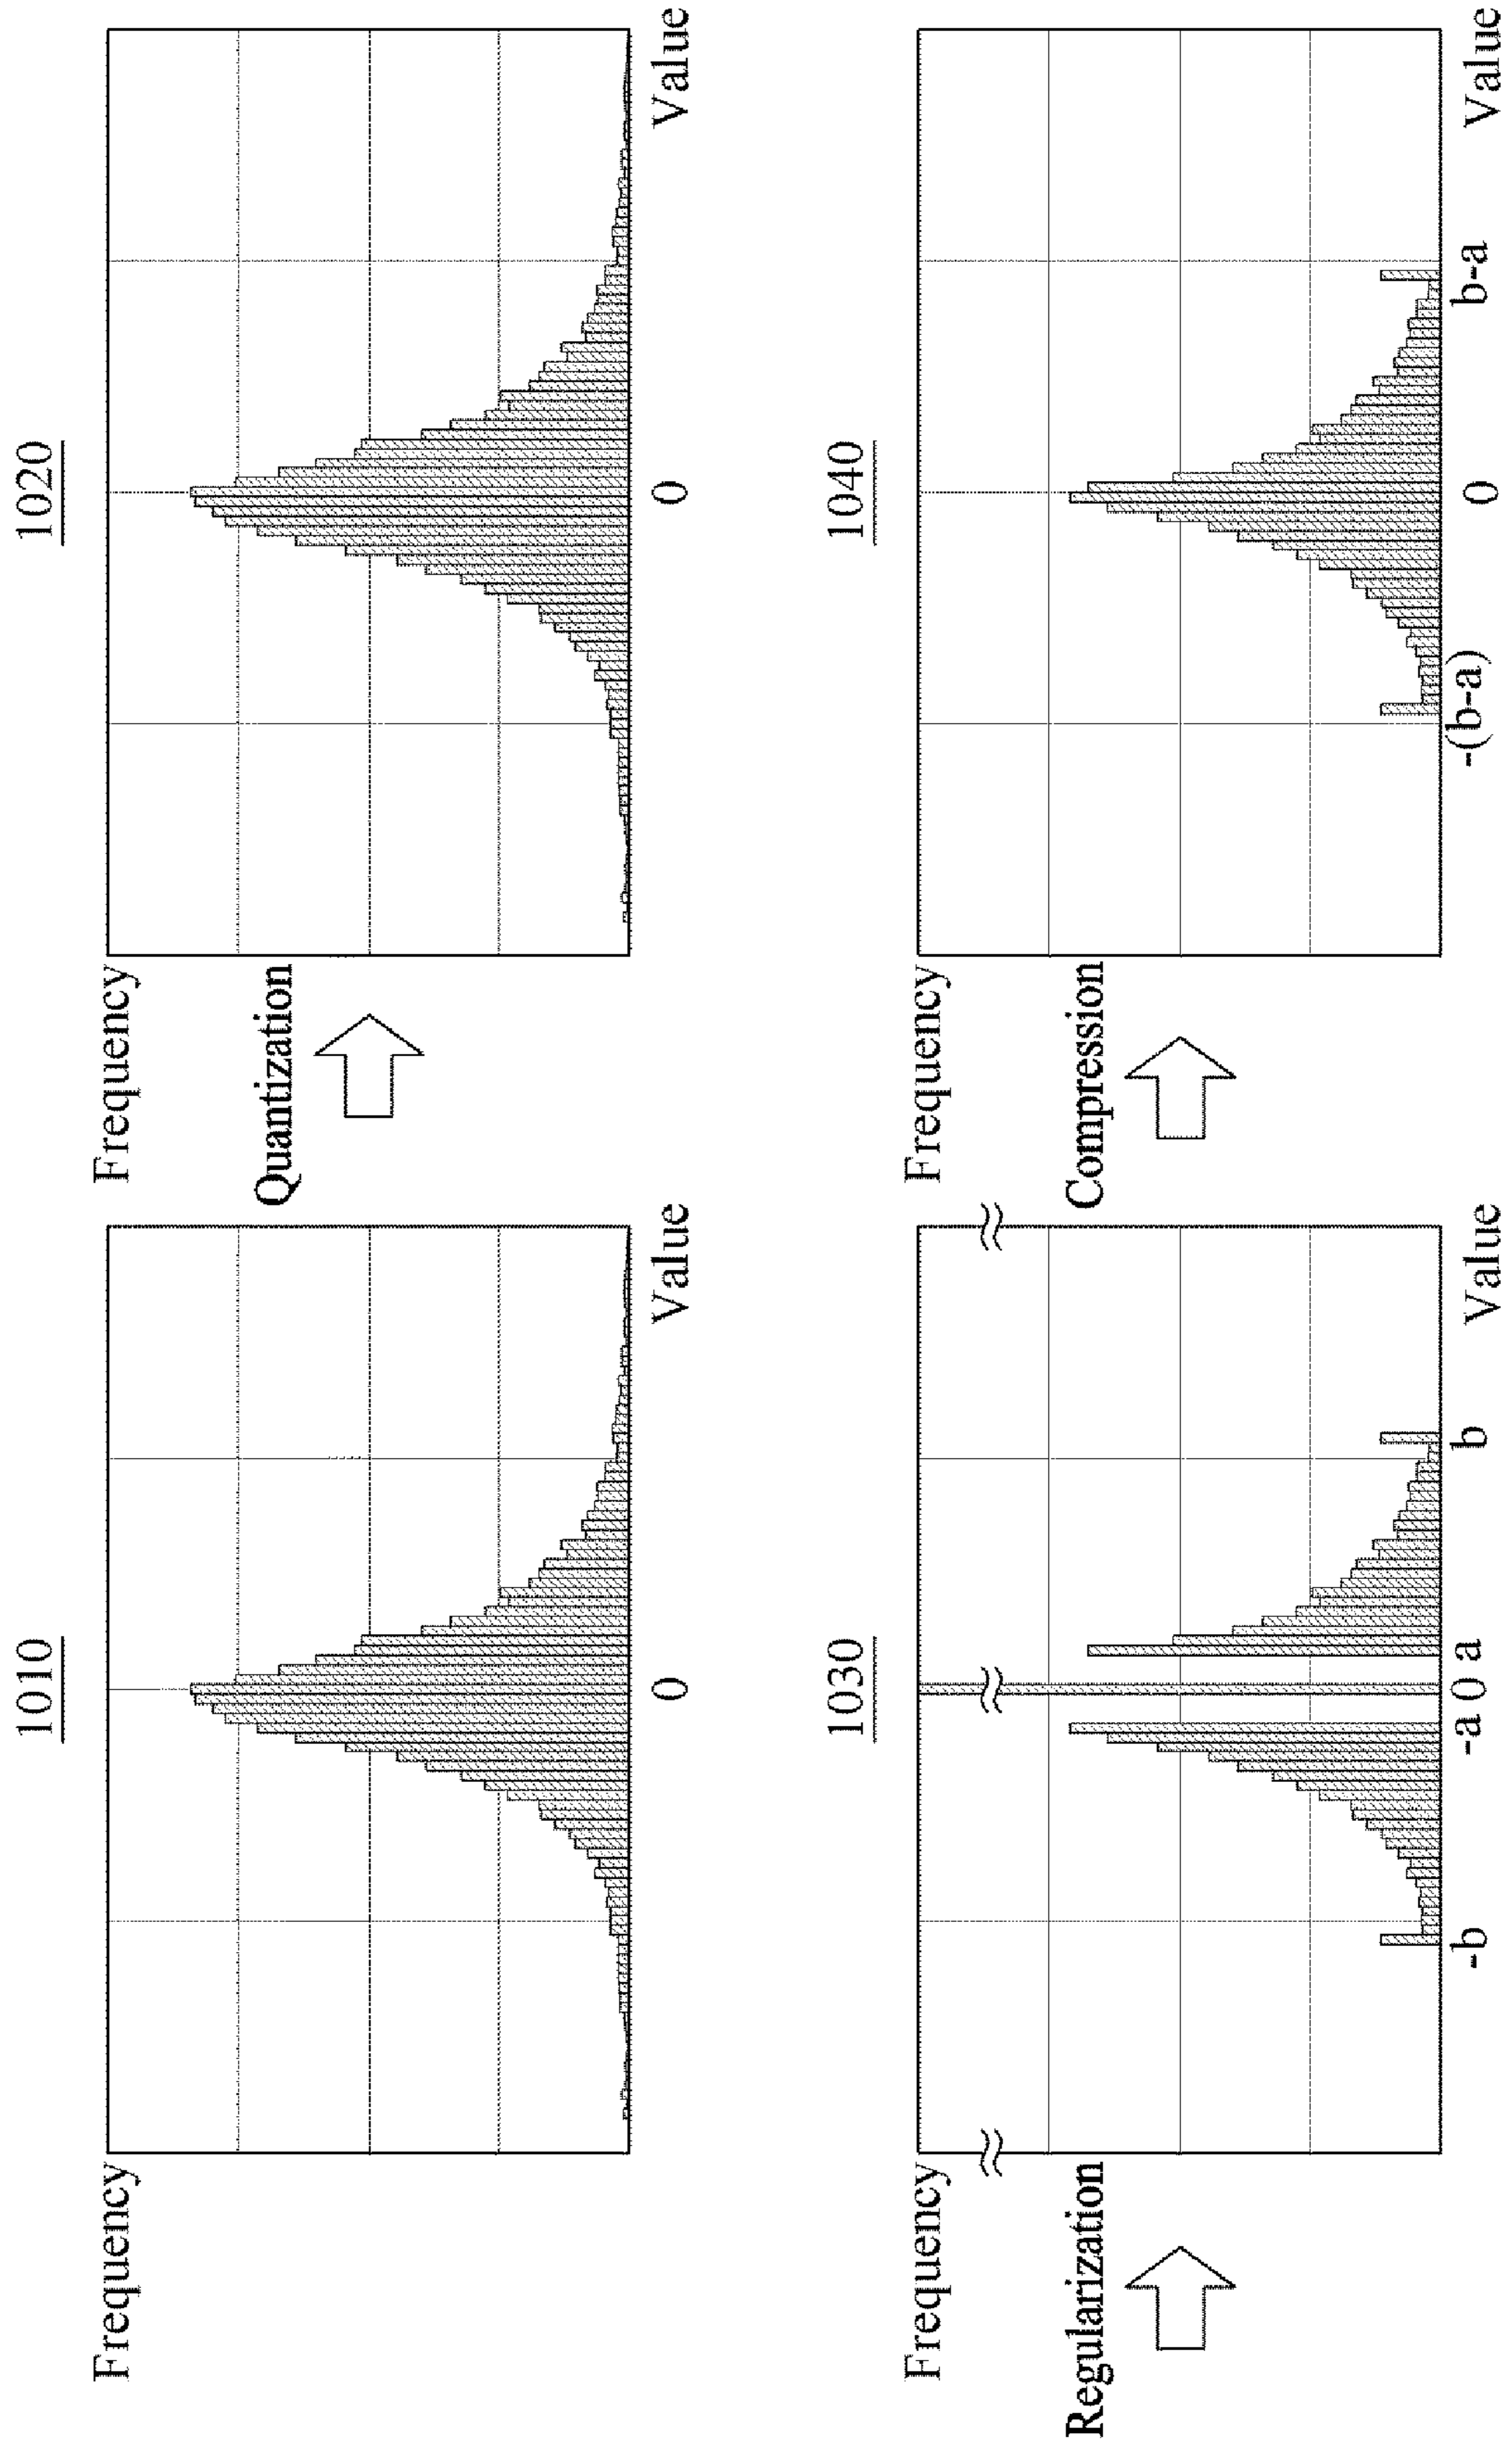 1010
Frequency
0
Value
Quantization
1020
Frequency
0
Value
Regularization
1030
Frequency
-b
-a
0
a
b
Value
Compression
1040
Frequency
-(b-a)
0
b-a
Value